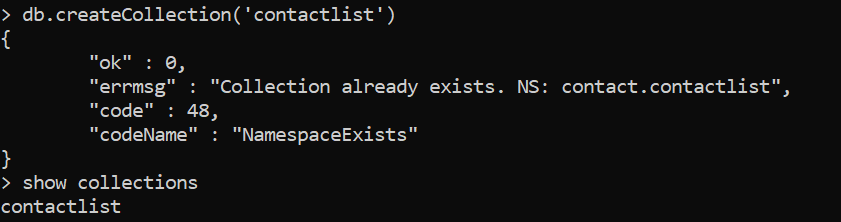 > db.createCollection('contactlist')
{
        "ok" : 0,
        "errmsg" : "Collection already exists. NS: contact.contactlist",
        "code" : 48,
        "codeName" : "NamespaceExists"
}
> show collections
contactlist